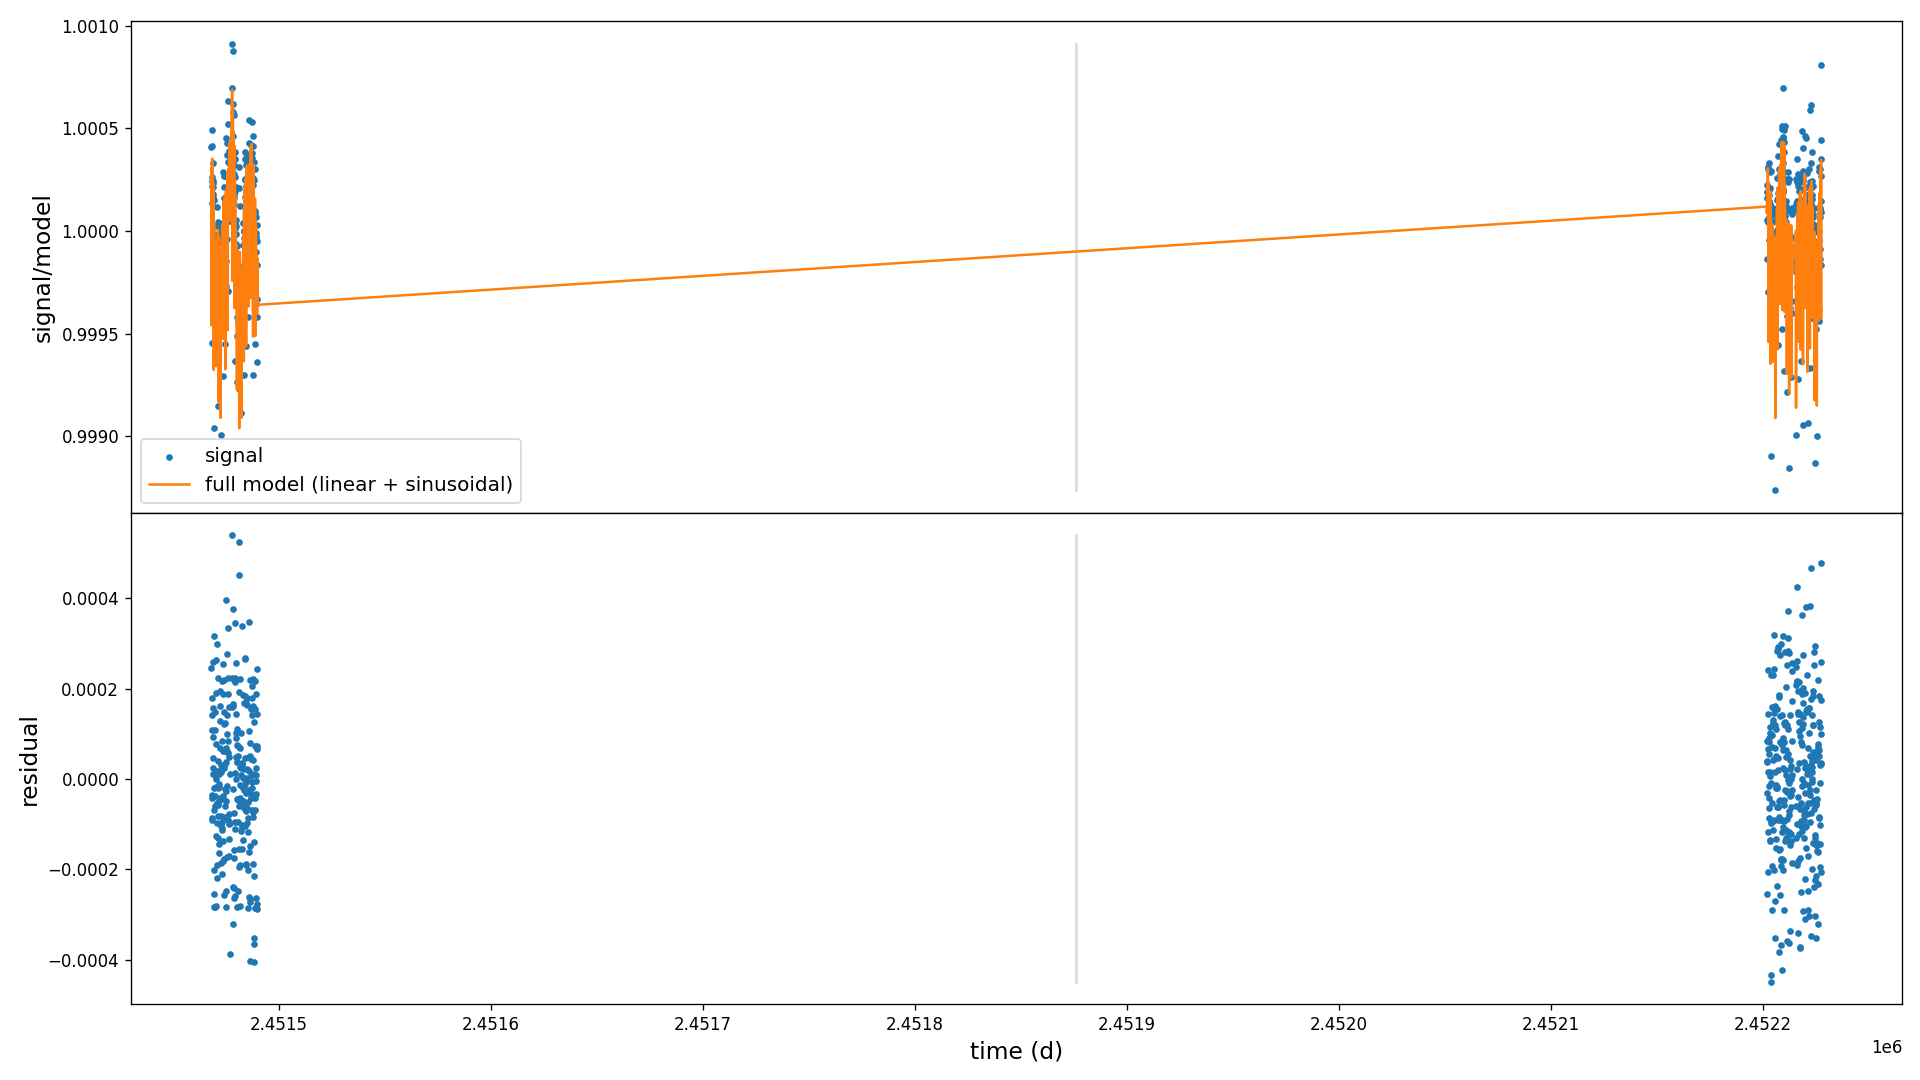 1.0010
1.0005
1.0000
0.9995
0.9990
signal/model
signal
full model (linear + sinusoidal)
0.0004
0.0002
0.0000
−0.0002
−0.0004
residual
2.4515 2.4516 2.4517 2.4518 2.4519 2.4520 2.4521 2.4522
1e6
time (d)